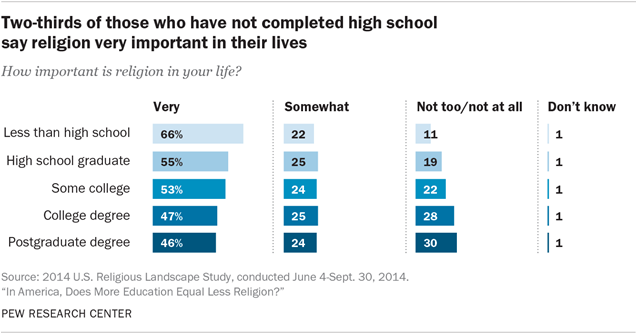 Two-thirds of those who have not completed high school
say religion very important in their lives
How important is religion in your life?
Very Somewhat Not too/not at all Don't know
Less than high school 66% 22 11 1
High school graduate 55% 25 19 1
Some college 53% 24 22 1
College degree 47% 25 28 1
Postgraduate degree 46% 24 30 1
Source: 2014 U.S. Religious Landscape Study, conducted June 4-Sept. 30, 2014.
“In America, Does More Education Equal Less Religion?”
PEW RESEARCH CENTER